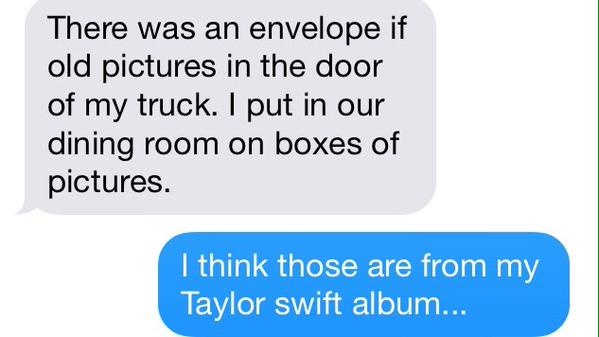 There was an envelope if
old pictures in the door
of my truck. I put in our
dining room on boxes of
pictures.
I think those are from my
Taylor swift album...